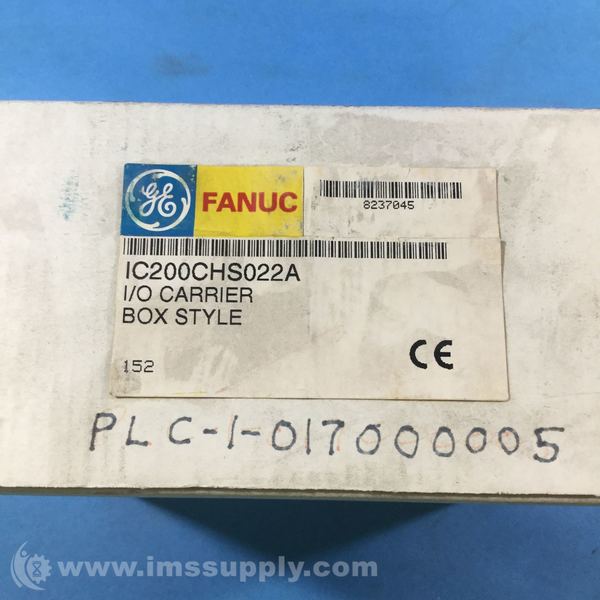 GE FANUC
8237045
IC200CHS022A
I/O CARRIER
BOX STYLE
152 CE
PLC-1-017000005
www.imssupply.com